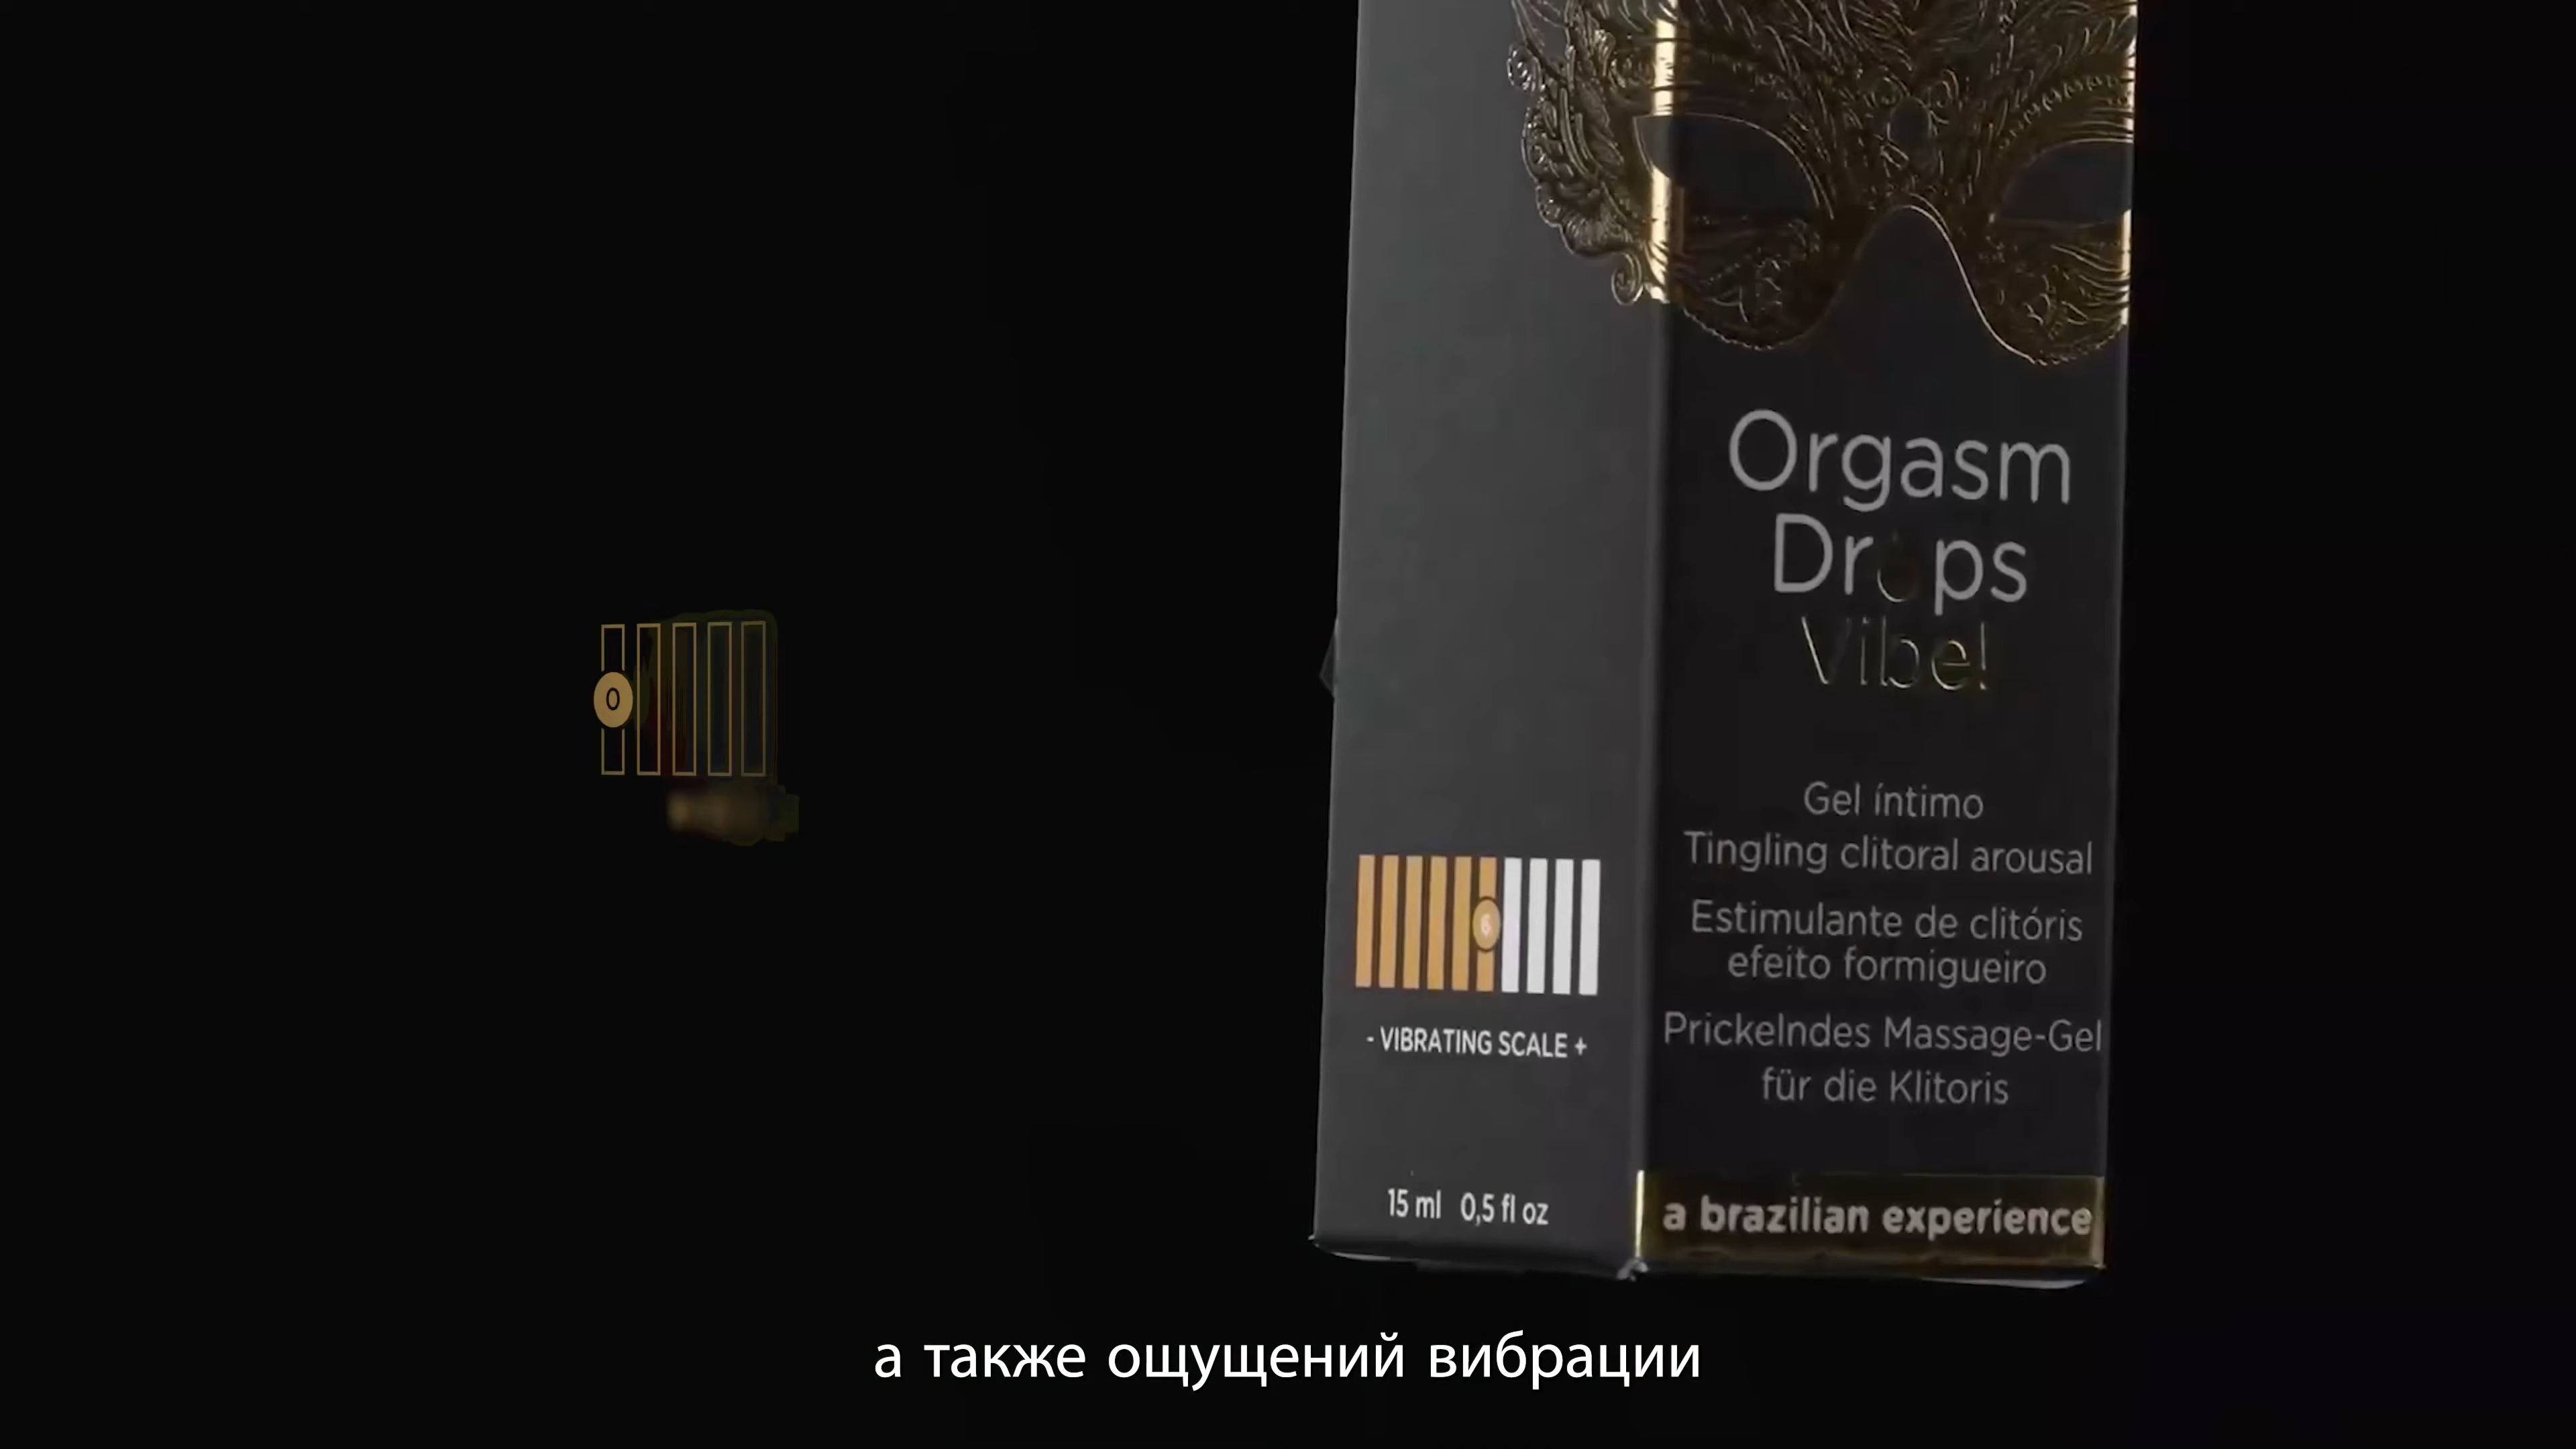 0
Orgasm
Drops
Vibe!
Gel íntimo
Tingling clitoral arousal
Estimulante de clitóris
efeito formigueiro
Prickelndes Massage-Gel
für die Klitoris
a brazilian experience
6
- VIBRATING SCALE +
15 ml 0,5 fl oz
а также ощущений вибрации